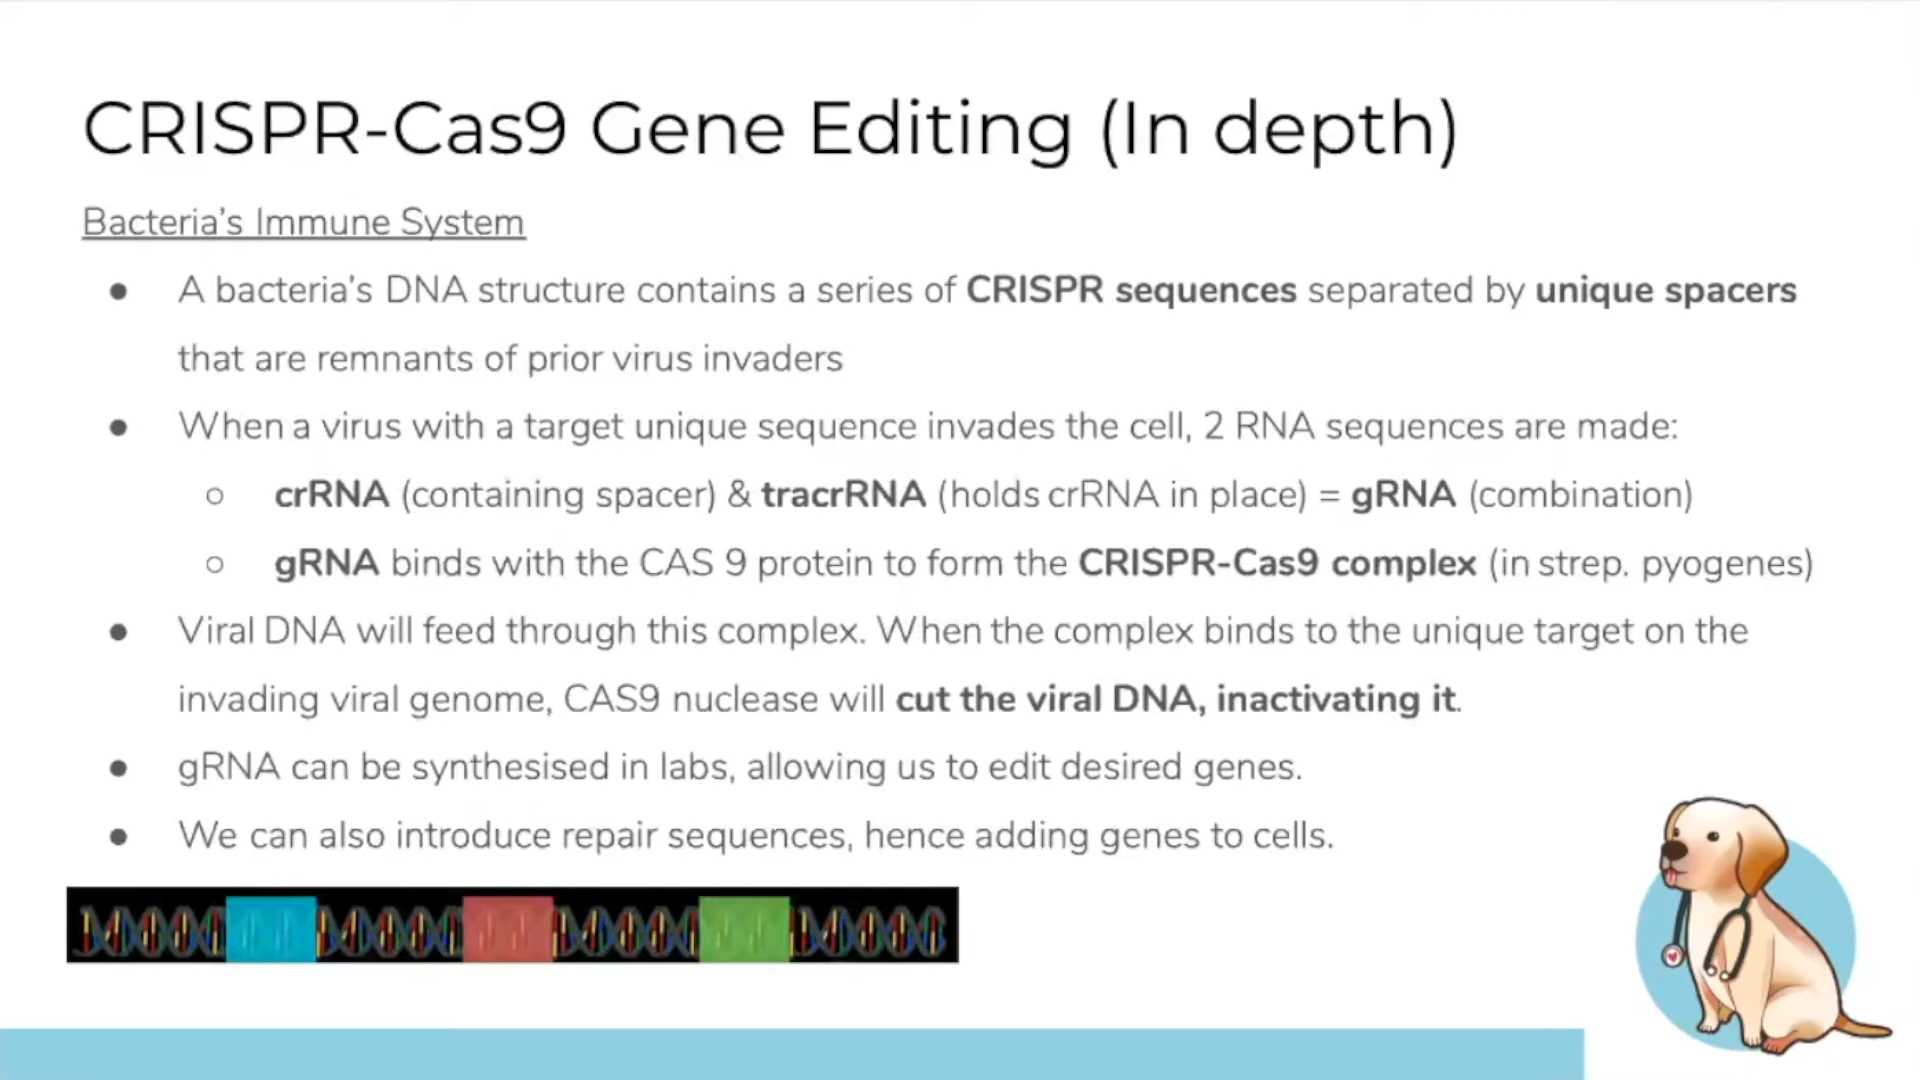 CRISPR-Cas9 Gene Editing (In depth)
Bacteria's Immune System
● A bacteria's DNA structure contains a series of CRISPR sequences separated by unique spacers
that are remnants of prior virus invaders
● When a virus with a target unique sequence invades the cell, 2 RNA sequences are made:
○ crRNA (containing spacer) & tracrRNA (holds crRNA in place) = gRNA (combination)
○ gRNA binds with the CAS 9 protein to form the CRISPR-Cas9 complex (in strep. pyogenes)
● Viral DNA will feed through this complex. When the complex binds to the unique target on the
invading viral genome, CAS9 nuclease will cut the viral DNA, inactivating it.
● gRNA can be synthesised in labs, allowing us to edit desired genes.
● We can also introduce repair sequences, hence adding genes to cells.